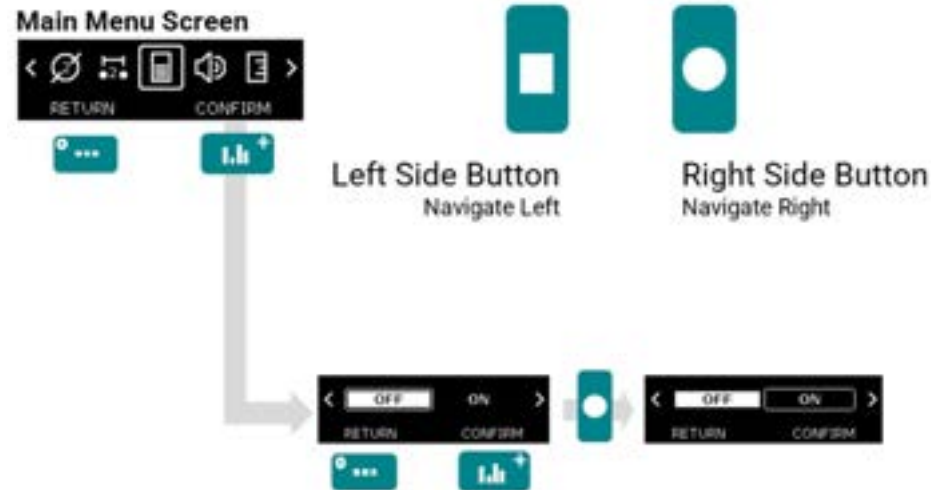 Main Menu Screen
RETURN CONFIRM
Left Side Button
Navigate Left
Right Side Button
Navigate Right
< OFF ON >
RETURN CONFIRM
< OFF ON >
RETURN CONFIRM